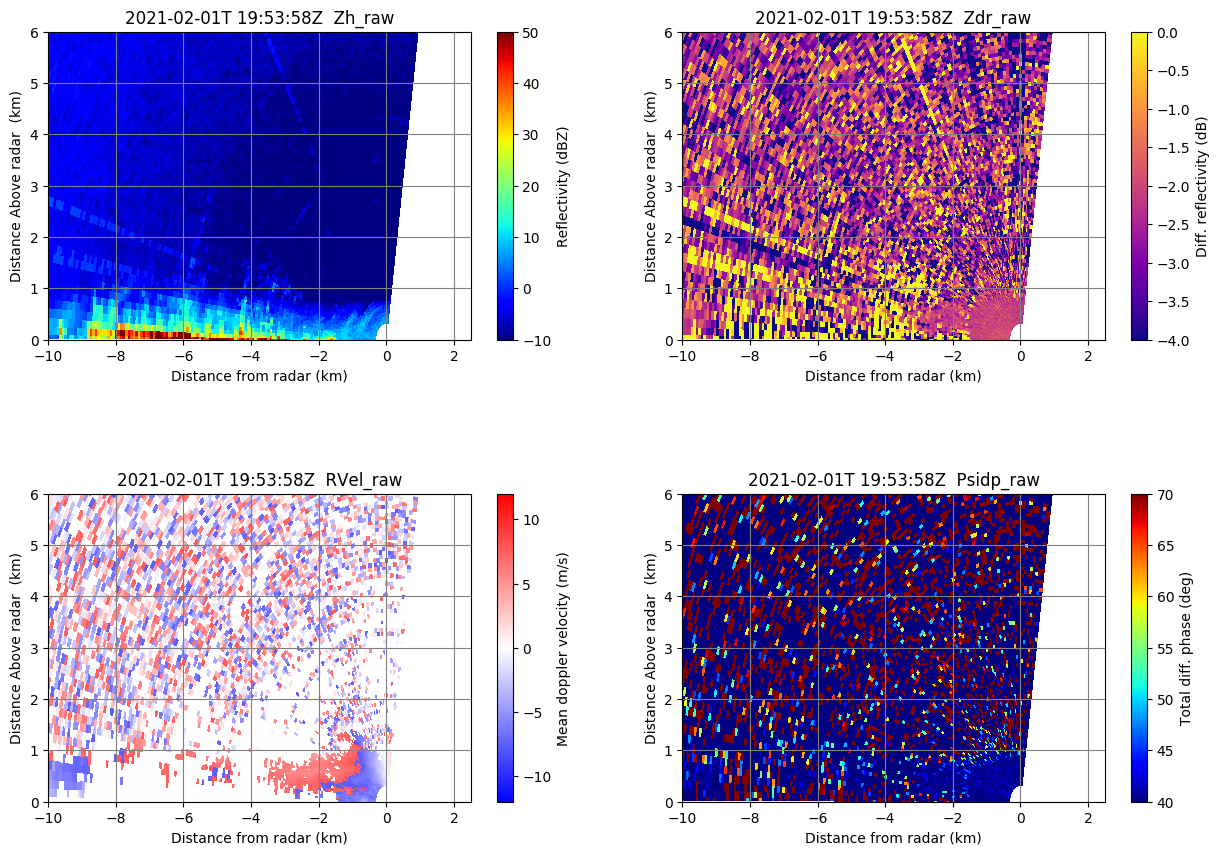 2021-02-01T 19:53:58Z  Zh_raw
6
5
4
3
2
1
0
Distance Above radar  (km)
−10 −8 −6 −4 −2 0 2
Distance from radar (km)
50
40
30
20
10
0
−10
Reflectivity (dBZ)
2021-02-01T 19:53:58Z  Zdr_raw
6
5
4
3
2
1
0
Distance Above radar  (km)
−10 −8 −6 −4 −2 0 2
Distance from radar (km)
0.0
−0.5
−1.0
−1.5
−2.0
−2.5
−3.0
−3.5
−4.0
Diff. reflectivity (dB)
2021-02-01T 19:53:58Z  RVel_raw
6
5
4
3
2
1
0
Distance Above radar  (km)
−10 −8 −6 −4 −2 0 2
Distance from radar (km)
10
5
0
−5
−10
Mean doppler velocity (m/s)
2021-02-01T 19:53:58Z  Psidp_raw
6
5
4
3
2
1
0
Distance Above radar  (km)
−10 −8 −6 −4 −2 0 2
Distance from radar (km)
70
65
60
55
50
45
40
Total diff. phase (deg)